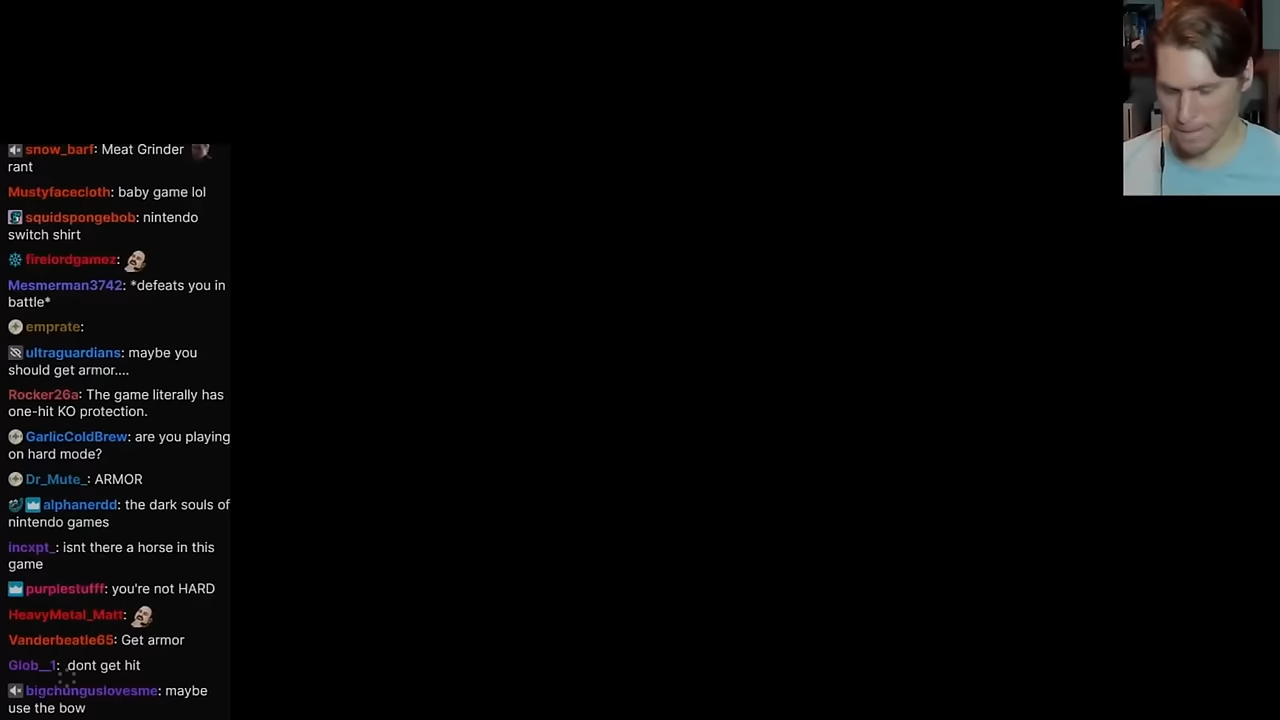 snow_barf: Meat Grinder
rant
Mustyfacecloth: baby game lol
squidspongebob: nintendo
switch shirt
firelordgamez:
Mesmerman3742: *defeats you in
battle*
emprate:
ultraguardians: maybe you
should get armor....
Rocker26a: The game literally has
one-hit KO protection.
GarlicColdBrew: are you playing
on hard mode?
Dr_Mute_: ARMOR
alphanerdd: the dark souls of
nintendo games
incxpt_: isnt there a horse in this
game
purplestufff: you're not HARD
HeavyMetal_Matt:
Vanderbeatle65: Get armor
Glob__1: dont get hit
bigchunguslovesme: maybe
use the bow